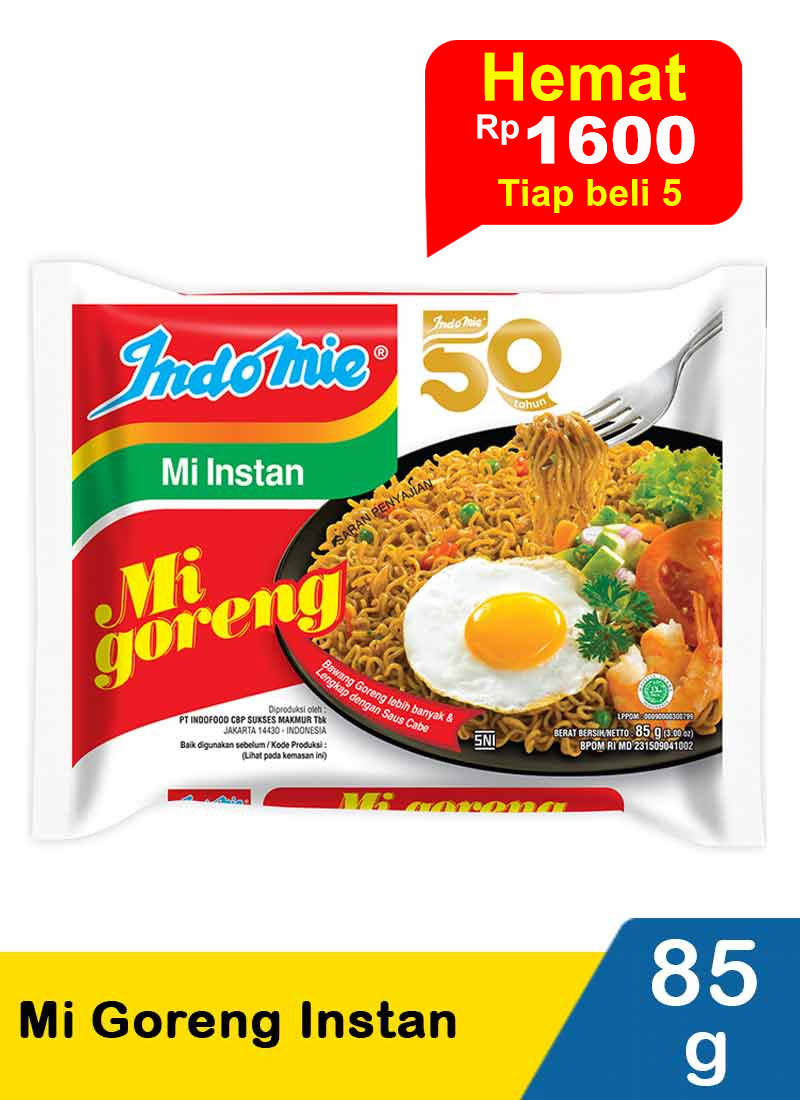 Hemat
Rp 1600
Tiap beli 5
Indomie®
Indomie
50
tahun
Mi Instan
SARAN PENYAJIAN
Mi
goreng
Bawang Goreng lebih banyak &
Lengkap dengan Saus Cabe
Diproduksi oleh :
PT INDOFOOD CBP SUKSES MAKMUR Tbk
JAKARTA 14430 - INDONESIA
Baik digunakan sebelum / Kode Produksi :
(Lihat pada kemasan ini)
SNI
LPPOM : 00090000300799
BERAT BERSIH/NETTO : 85 g (3.00 oz)
BPOM RI MD 231509041002
Indomie
Mi goreng
Mi Goreng Instan
85
g